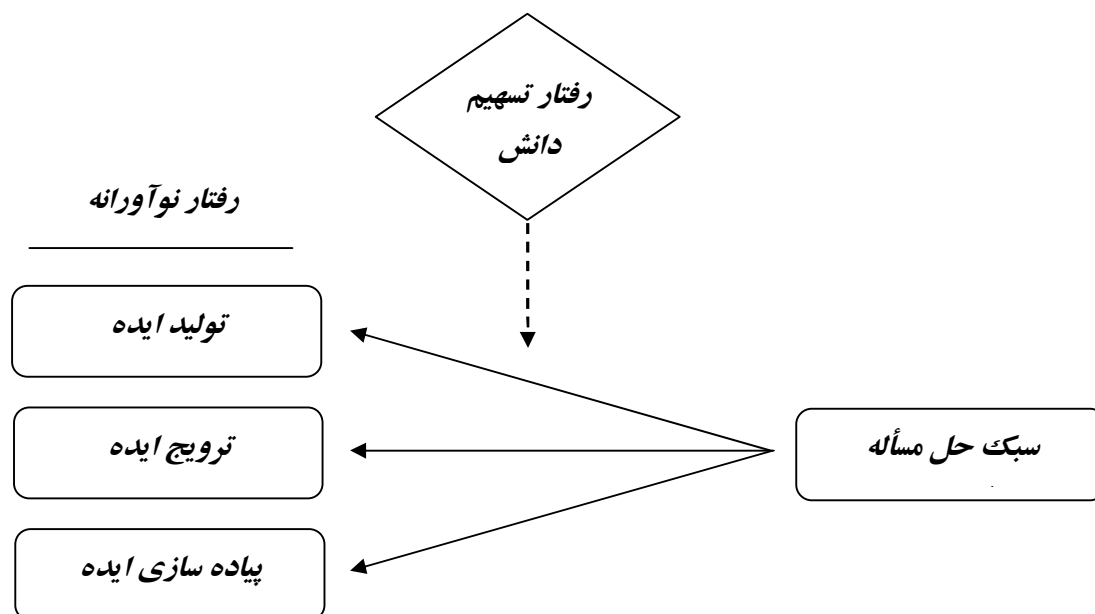 رفتار تسهیم
دانش
رفتار نوآورانه
تولید ایده
ترویج ایده
سبک حل مسأله
پیاده سازی ایده